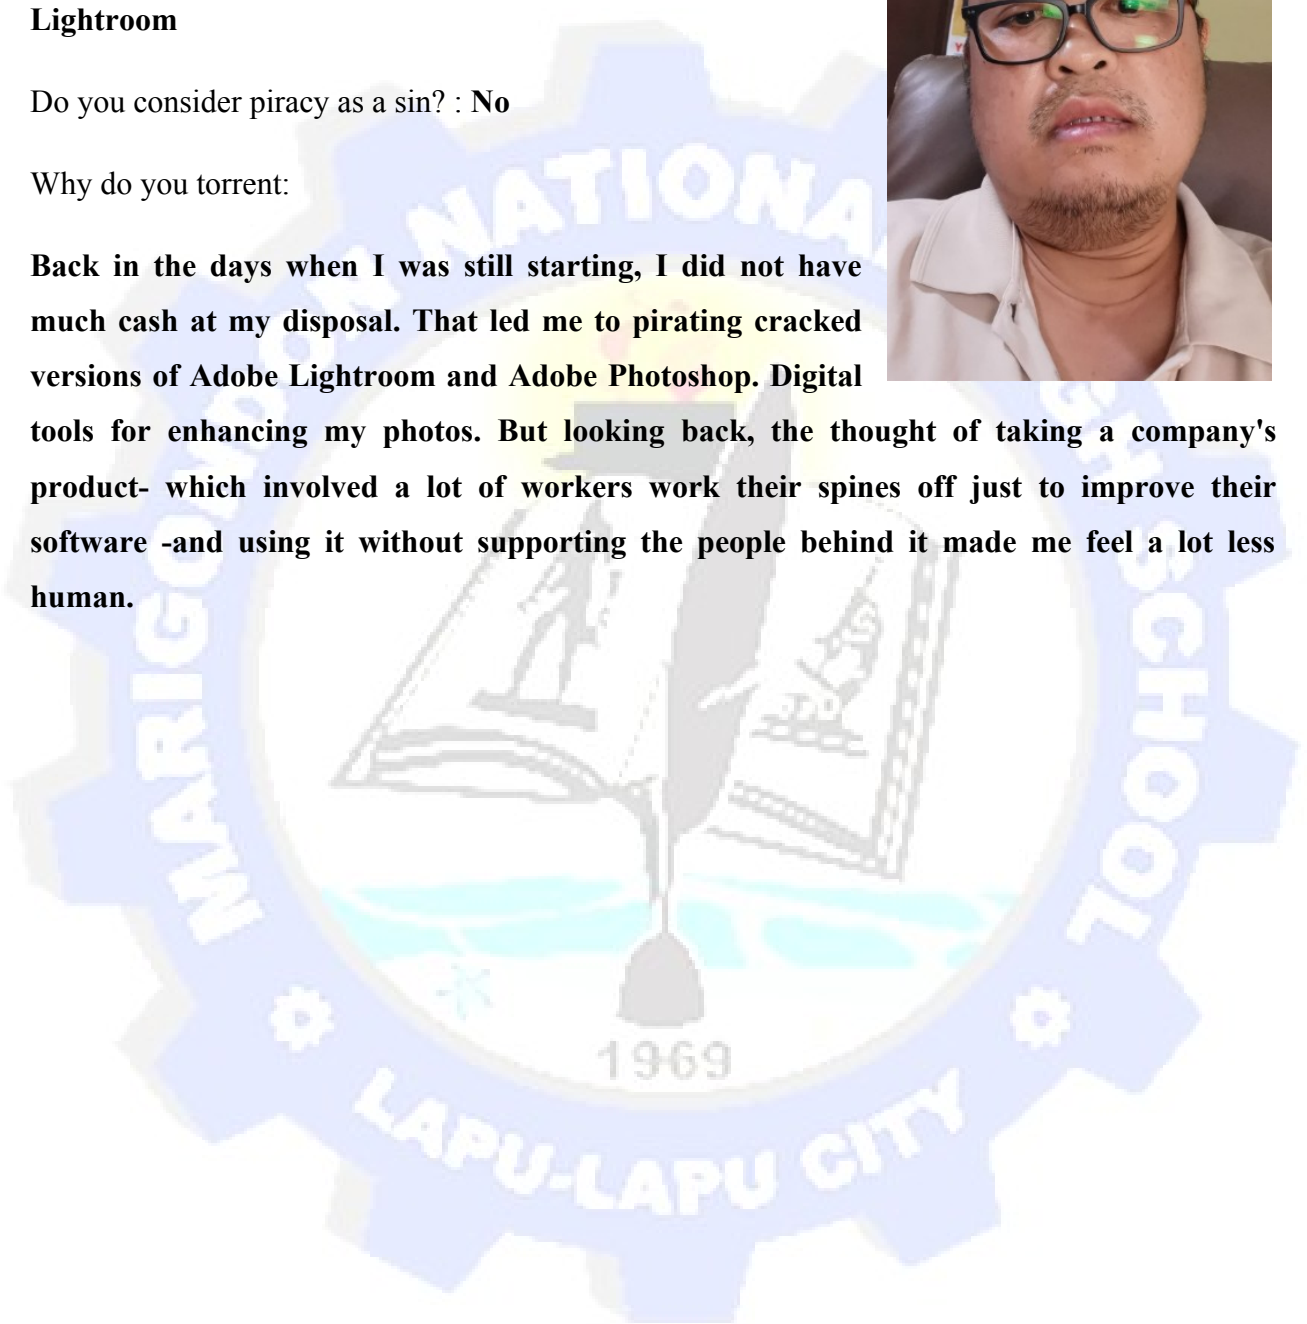 Lightroom
Do you consider piracy as a sin? : No
Why do you torrent:
Back in the days when I was still starting, I did not have
much cash at my disposal. That led me to pirating cracked
versions of Adobe Lightroom and Adobe Photoshop. Digital
tools for enhancing my photos. But looking back, the thought of taking a company's
product- which involved a lot of workers work their spines off just to improve their
software -and using it without supporting the people behind it made me feel a lot less
human.
MARIGONDON NATIONAL
GH SCHOOL
1969
LAPU-LAPU CITY